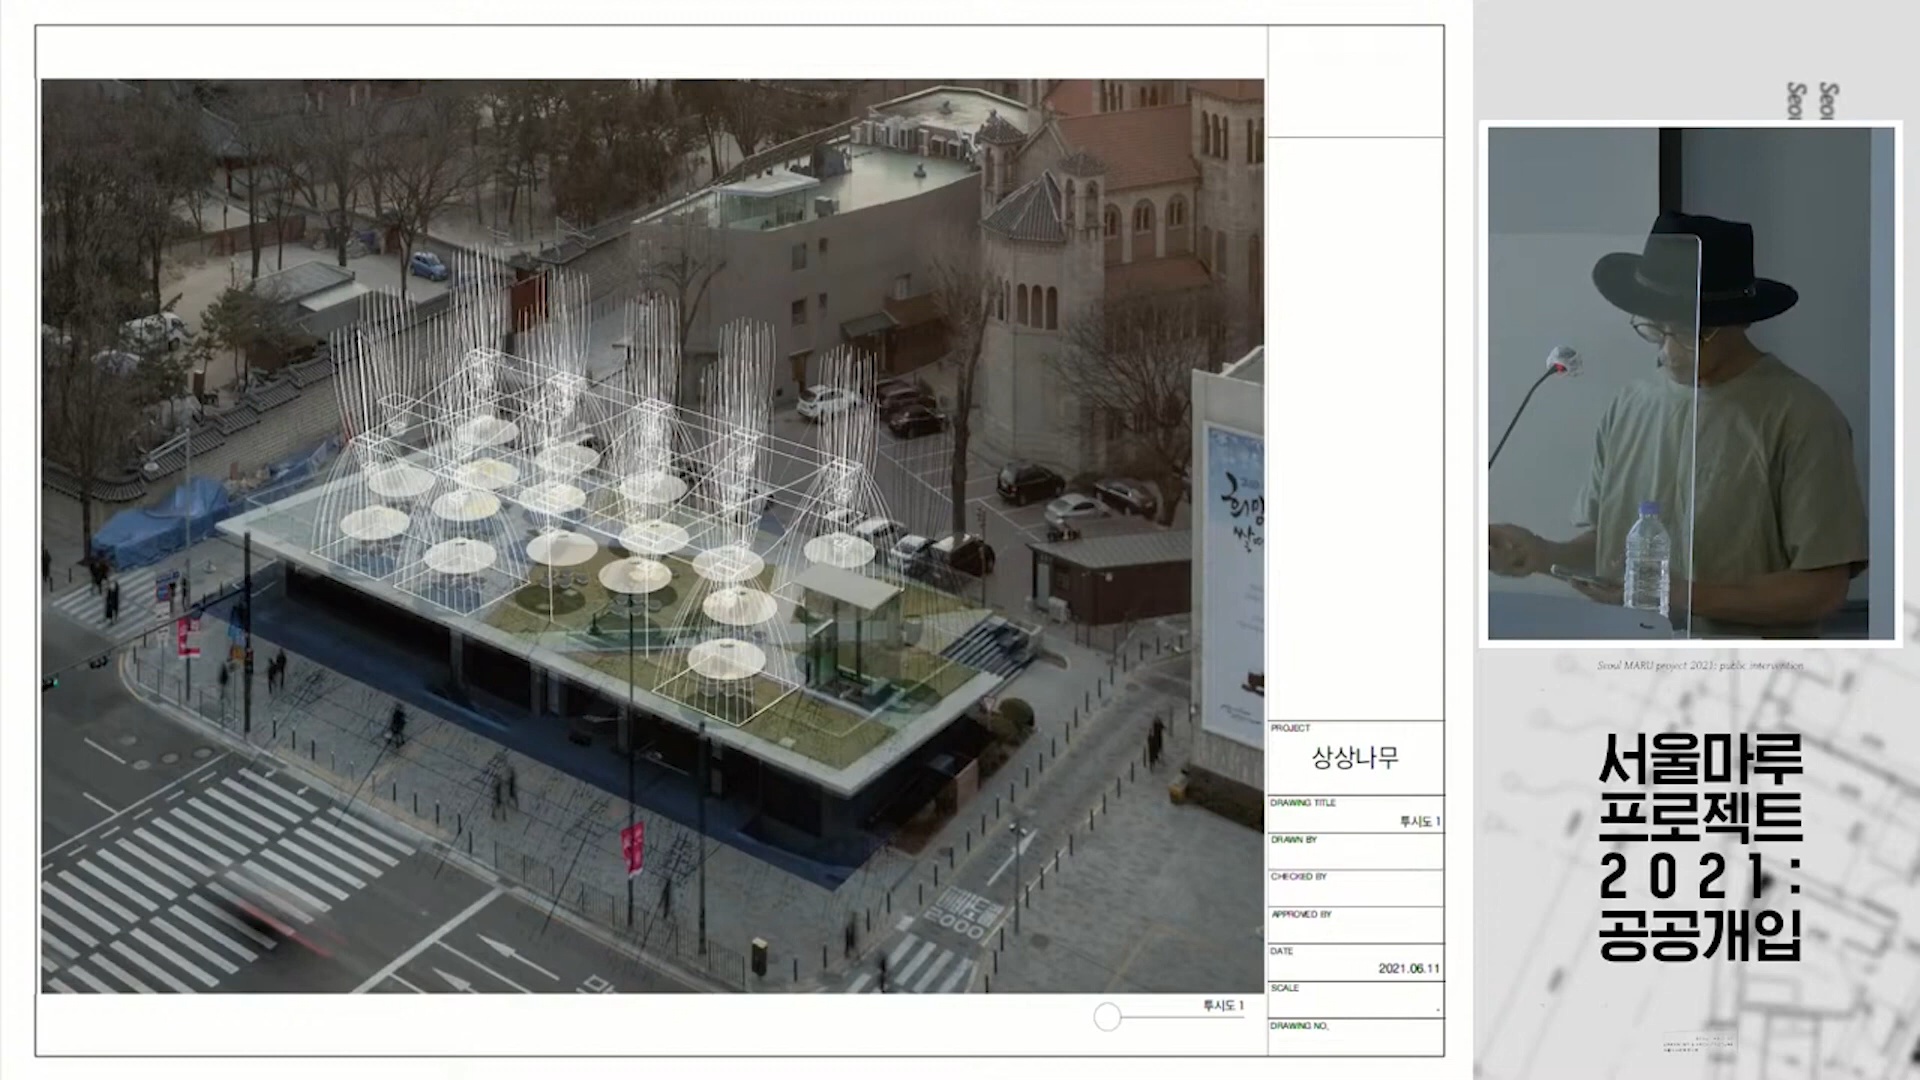 2000
투시도 1
PROJECT
상상나무
DRAWING TITLE
투시도 1
DRAWN BY
CHECKED BY
APPROVED BY
DATE
2021.06.11
SCALE
-
DRAWING NO.
Seoul MARU project 2021: public intervention
서울마루
프로젝트
2021:
공공개입